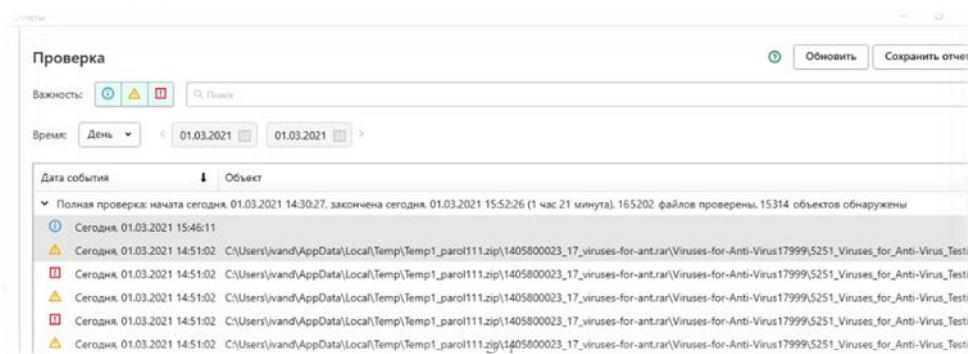 Отчеты
Проверка
Обновить
Сохранить отчет
Важность:
Поиск
Время: День 01.03.2021 01.03.2021
Дата события Объект
Полная проверка: начата сегодня, 01.03.2021 14:30:27, закончена сегодня, 01.03.2021 15:52:26 (1 час 21 минута), 165202 файлов проверены, 15314 объектов обнаружены
Сегодня, 01.03.2021 15:46:11
Сегодня, 01.03.2021 14:51:02 C:\Users\ivand\AppData\Local\Temp\Temp1_parol111.zip\1405800023_17_viruses-for-ant.rar\Viruses-for-Anti-Virus17999\5251_Viruses_for_Anti-Virus_Testi
Сегодня, 01.03.2021 14:51:02 C:\Users\ivand\AppData\Local\Temp\Temp1_parol111.zip\1405800023_17_viruses-for-ant.rar\Viruses-for-Anti-Virus17999\5251_Viruses_for_Anti-Virus_Testi
Сегодня, 01.03.2021 14:51:02 C:\Users\ivand\AppData\Local\Temp\Temp1_parol111.zip\1405800023_17_viruses-for-ant.rar\Viruses-for-Anti-Virus17999\5251_Viruses_for_Anti-Virus_Testi
Сегодня, 01.03.2021 14:51:02 C:\Users\ivand\AppData\Local\Temp\Temp1_parol111.zip\1405800023_17_viruses-for-ant.rar\Viruses-for-Anti-Virus17999\5251_Viruses_for_Anti-Virus_Testi
Сегодня, 01.03.2021 14:51:02 C:\Users\ivand\AppData\Local\Temp\Temp1_parol111.zip\1405800023_17_viruses-for-ant.rar\Viruses-for-Anti-Virus17999\5251_Viruses_for_Anti-Virus_Testi